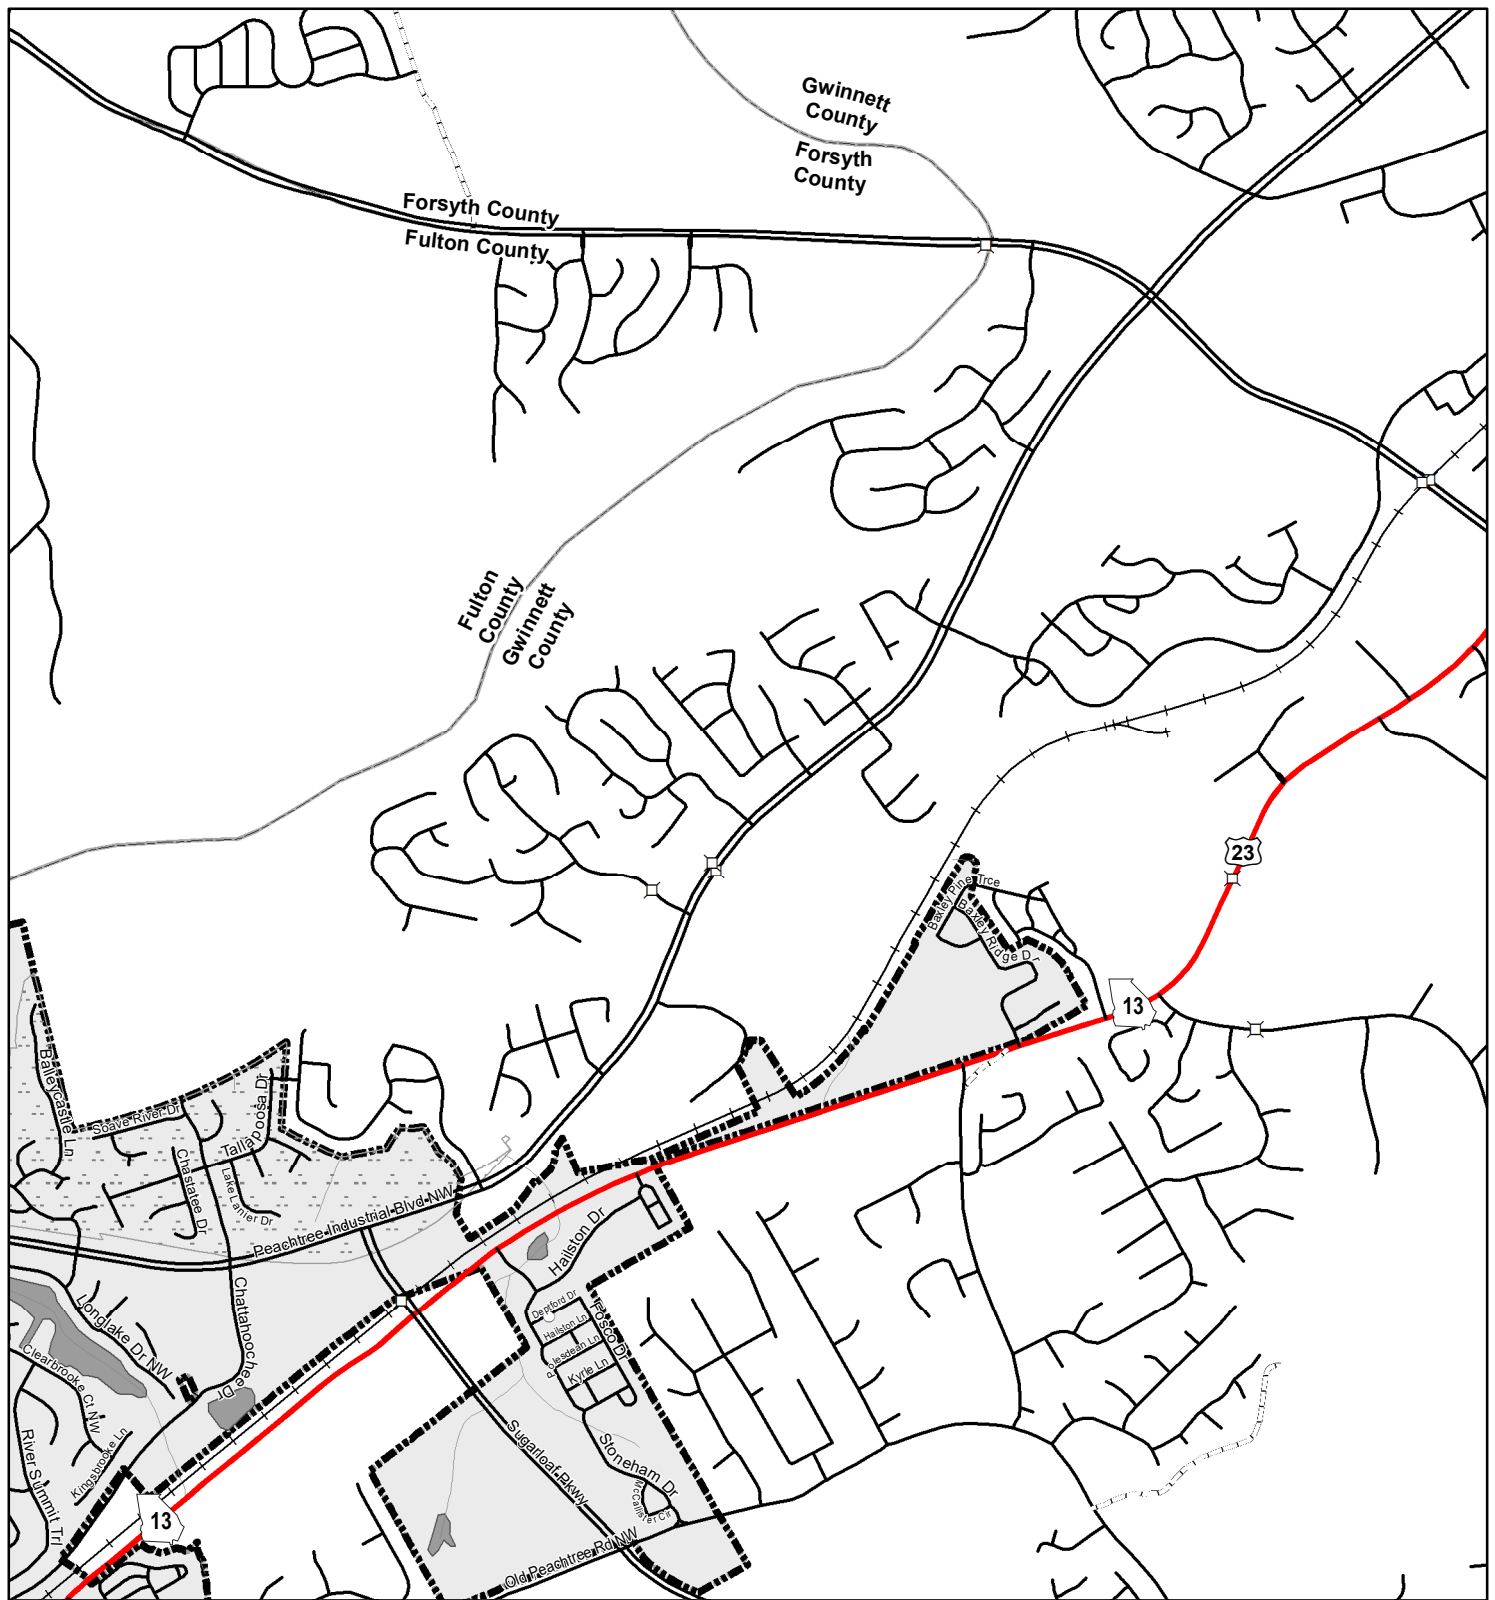 Gwinnett
County
Forsyth
County
Forsyth County
Fulton County
Fulton
County
Gwinnett
County
23
Baxley Pine Trce
Baxley Ridge Dr
13
Baileycastle Ln
Soave River Dr
Tallapoosa Dr
Chastatee Dr
Lake Lanier Dr
Peachtree Industrial Blvd NW
Hailston Dr
Chattahoochee Dr
Longlake Dr NW
Deptford Dr
Hailston Ln
Rolesdean Ln
Kyrle Ln
Fosco Dr
Clearbrooke Ct NW
River Summit Trl
Kingsbrooke Ln
Sugarloaf Pkwy
Stoneham Dr
McCallister Cir
13
Old Peachtree Rd NW